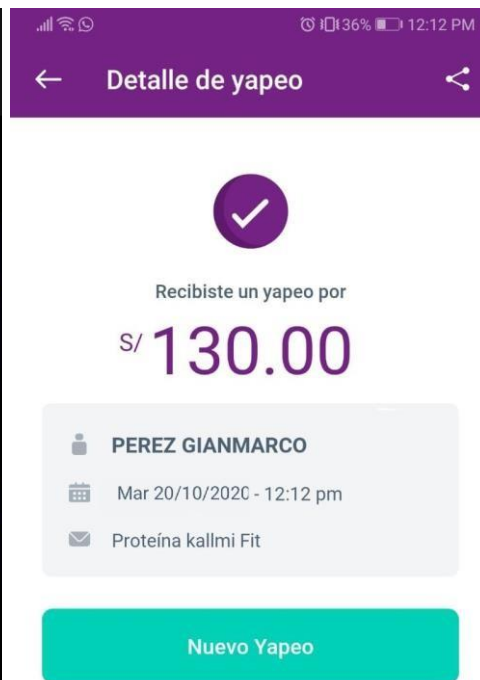 36% 12:12 PM
Detalle de yapeo
Recibiste un yapeo por
S/ 130.00
PEREZ GIANMARCO
Mar 20/10/2020 - 12:12 pm
Proteína kallmi Fit
Nuevo Yapeo